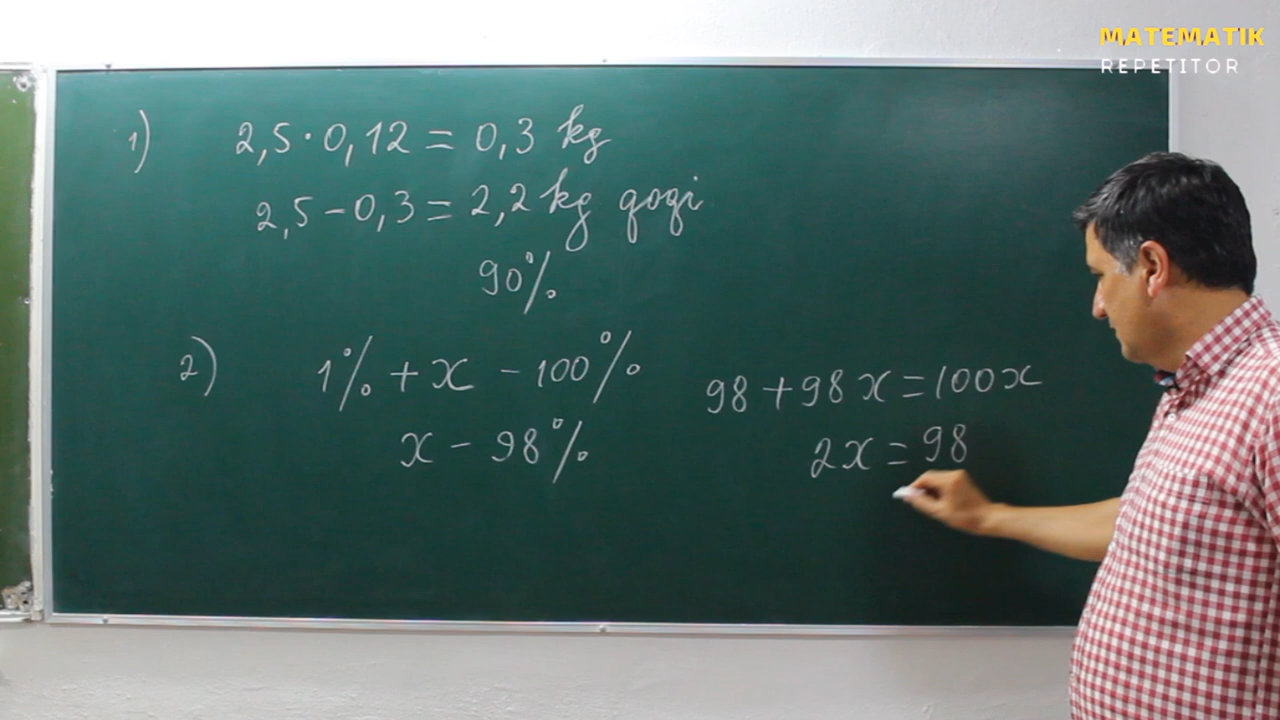 MATEMATIK
REPETITOR
1) 2,5·0,12=0,3 kg
2,5-0,3=2,2 kg qoqi
90%
2) 1%+x-100%
x-98%
98+98x=100x
2x=98